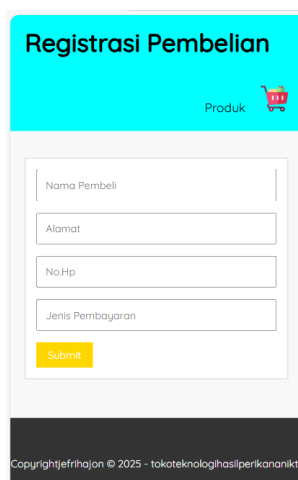 Registrasi Pembelian
Produk
Nama Pembeli
Alamat
No.Hp
Jenis Pembayaran
Submit
Copyrightjefrihajon © 2025 - tokoteknologihasilperikananikt